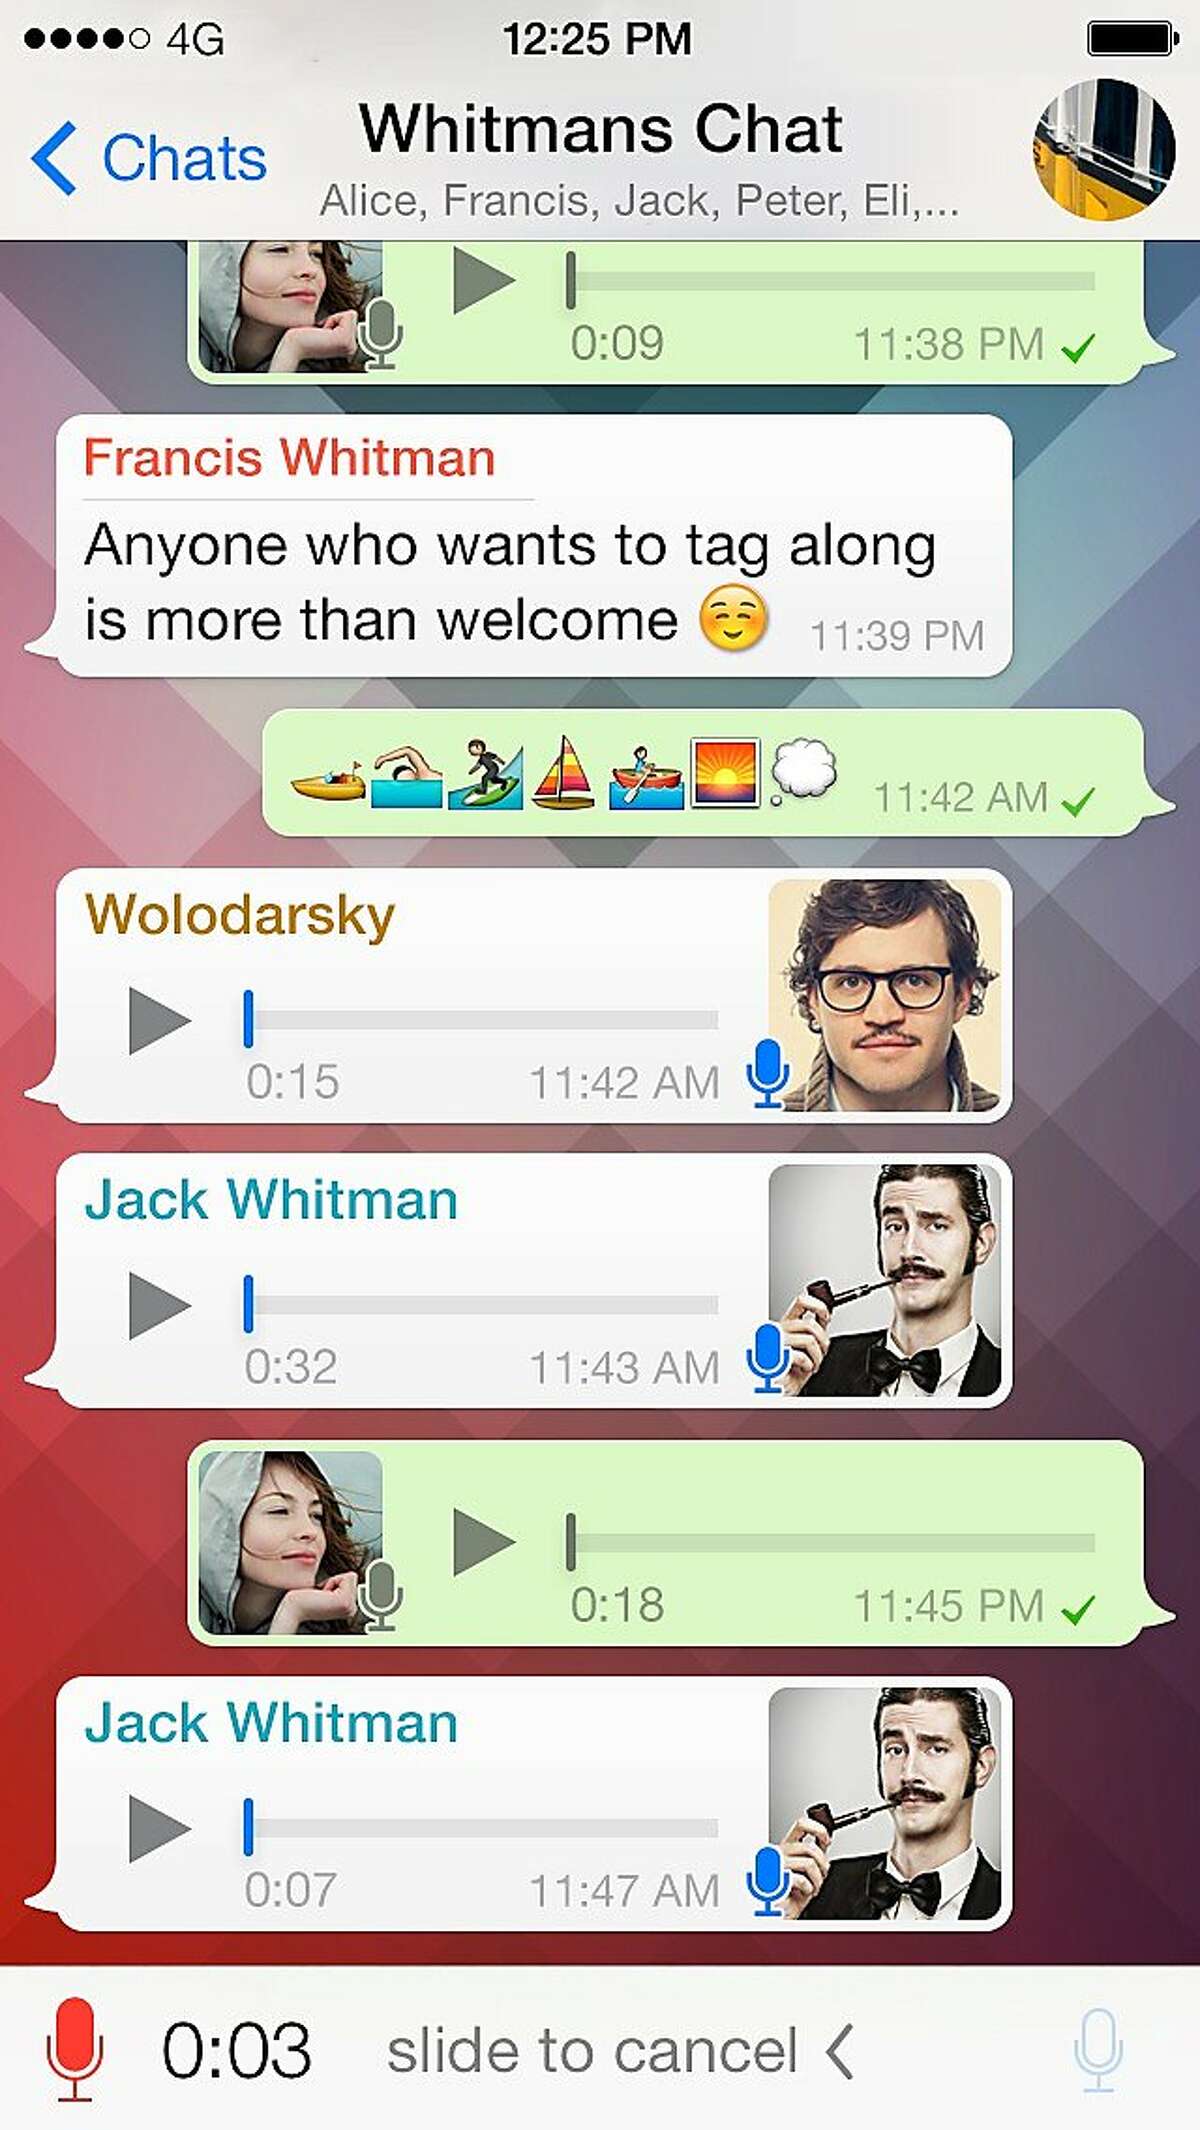 4G
12:25 PM
Chats
Whitmans Chat
Alice, Francis, Jack, Peter, Eli,...
0:09 11:38 PM
Francis Whitman
Anyone who wants to tag along
is more than welcome ☺️ 11:39 PM
🚤🏊🏄⛵🚣🌅💭 11:42 AM
Wolodarsky
0:15 11:42 AM
Jack Whitman
0:32 11:43 AM
0:18 11:45 PM
Jack Whitman
0:07 11:47 AM
0:03 slide to cancel <